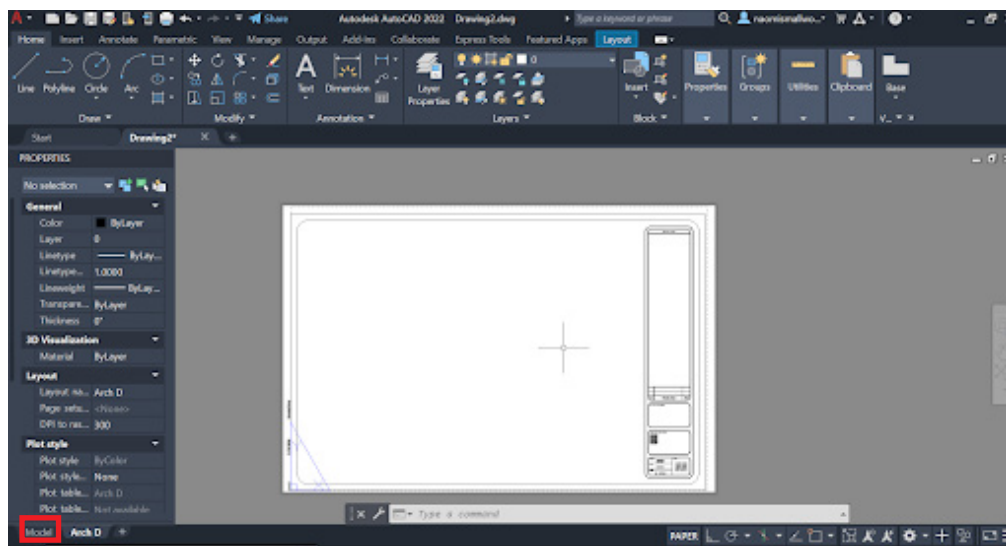 Share Autodesk AutoCAD 2022 Drawing2.dwg Type a keyword or phrase
Home Insert Annotate Parametric View Manage Output Add-ins Collaborate Express Tools Featured Apps Layout
0
Line Polyline Circle Arc Text Dimension Layer Properties Insert Properties Groups Utilities Clipboard Base
Draw Modify Annotation Layers Block
Start Drawing2* +
PROPERTIES
No selection
General
Color ByLayer
Layer 0
Linetype ByLay...
Linetype... 1.0000
Lineweight ByLay...
Transpare... ByLayer
Thickness 0"
3D Visualization
Material ByLayer
Layout
Layout na... Arch D
Page setu... <None>
DPI to ras... 300
Plot style
Plot style ByColor
Plot style... None
Plot table... Arch D
Plot table... Not available
Type a command
Model Arch D + PAPER